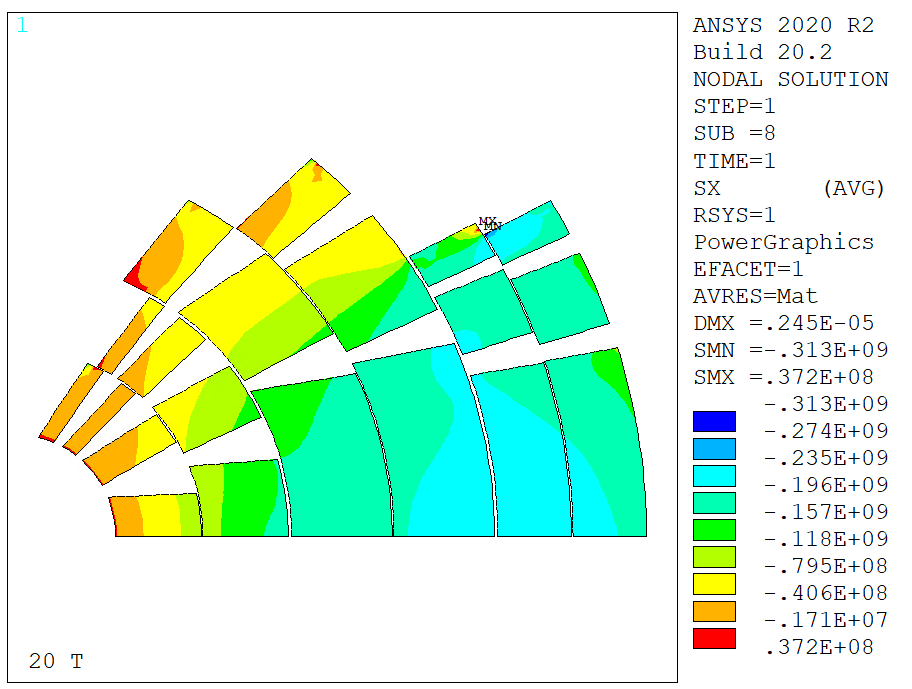 1
ANSYS 2020 R2
Build 20.2
NODAL SOLUTION
STEP=1
SUB =8
TIME=1
SX (AVG)
RSYS=1
PowerGraphics
EFACET=1
AVRES=Mat
DMX =.245E-05
SMN =-.313E+09
SMX =.372E+08
-.313E+09
-.274E+09
-.235E+09
-.196E+09
-.157E+09
-.118E+09
-.795E+08
-.406E+08
-.171E+07
.372E+08
MX
MN
20 T